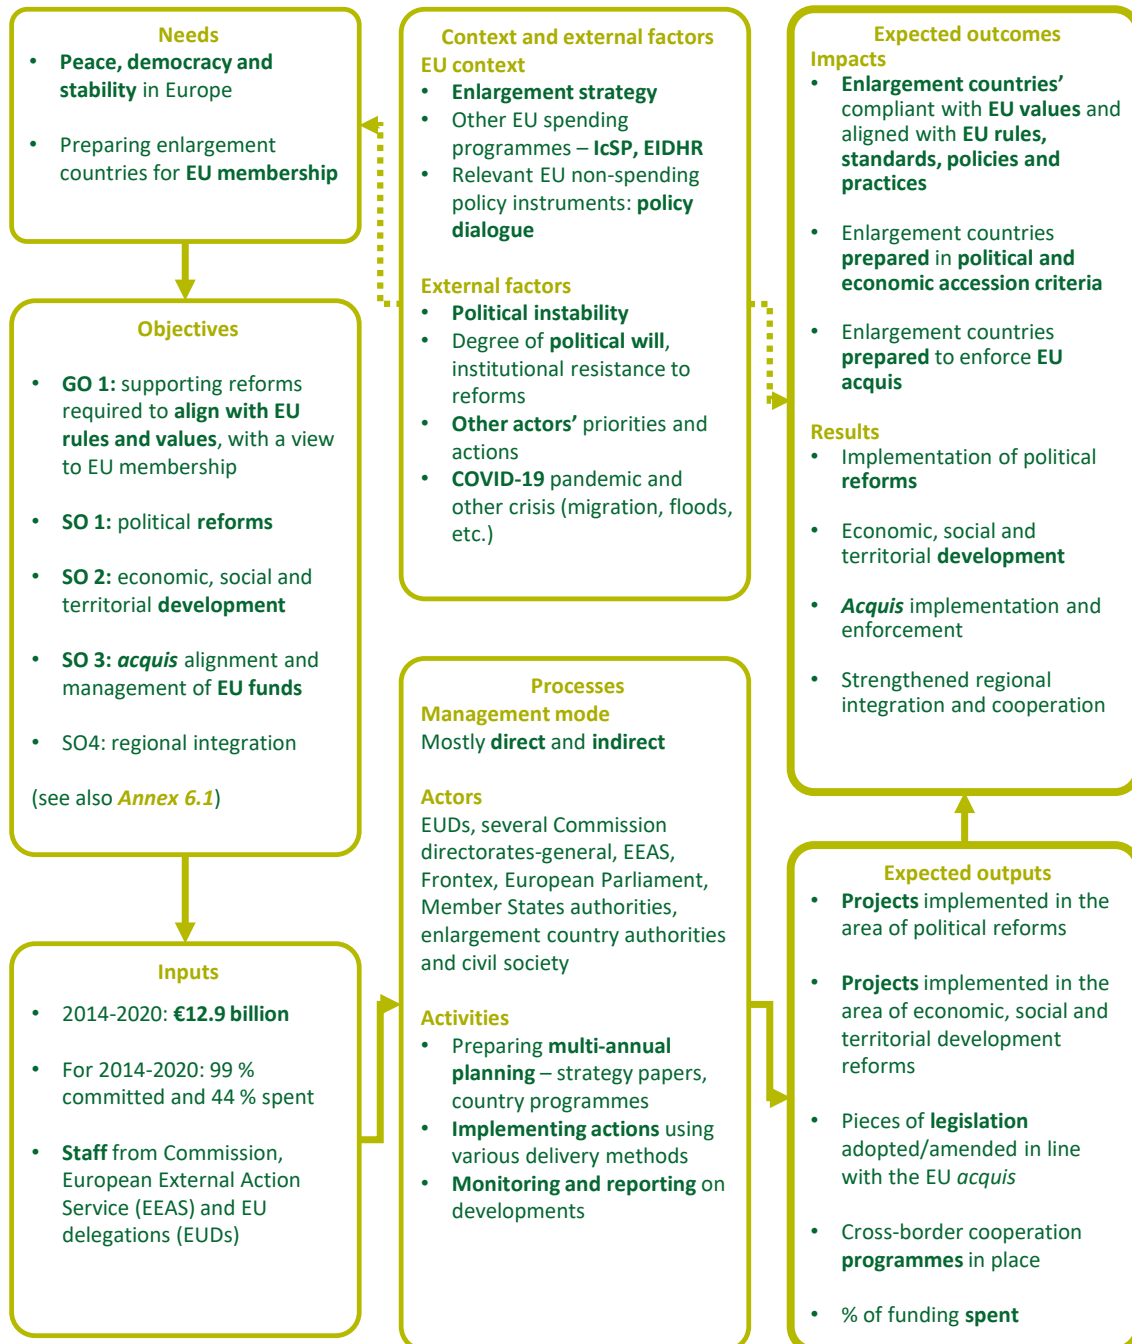 Needs
• Peace, democracy and
stability in Europe
• Preparing enlargement
countries for EU membership
Objectives
• GO 1: supporting reforms
required to align with EU
rules and values, with a view
to EU membership
• SO 1: political reforms
• SO 2: economic, social and
territorial development
• SO 3: acquis alignment and
management of EU funds
• SO4: regional integration
(see also Annex 6.1)
Inputs
• 2014-2020: €12.9 billion
• For 2014-2020: 99 %
committed and 44 % spent
• Staff from Commission,
European External Action
Service (EEAS) and EU
delegations (EUDs)
Context and external factors
EU context
• Enlargement strategy
• Other EU spending
programmes – IcSP, EIDHR
• Relevant EU non-spending
policy instruments: policy
dialogue
External factors
• Political instability
• Degree of political will,
institutional resistance to
reforms
• Other actors’ priorities and
actions
• COVID-19 pandemic and
other crisis (migration, floods,
etc.)
Processes
Management mode
Mostly direct and indirect
Actors
EUDs, several Commission
directorates-general, EEAS,
Frontex, European Parliament,
Member States authorities,
enlargement country authorities
and civil society
Activities
• Preparing multi-annual
planning – strategy papers,
country programmes
• Implementing actions using
various delivery methods
• Monitoring and reporting on
developments
Expected outcomes
Impacts
• Enlargement countries’
compliant with EU values and
aligned with EU rules,
standards, policies and
practices
• Enlargement countries
prepared in political and
economic accession criteria
• Enlargement countries
prepared to enforce EU
acquis
Results
• Implementation of political
reforms
• Economic, social and
territorial development
• Acquis implementation and
enforcement
• Strengthened regional
integration and cooperation
Expected outputs
• Projects implemented in the
area of political reforms
• Projects implemented in the
area of economic, social and
territorial development
reforms
• Pieces of legislation
adopted/amended in line
with the EU acquis
• Cross-border cooperation
programmes in place
• % of funding spent